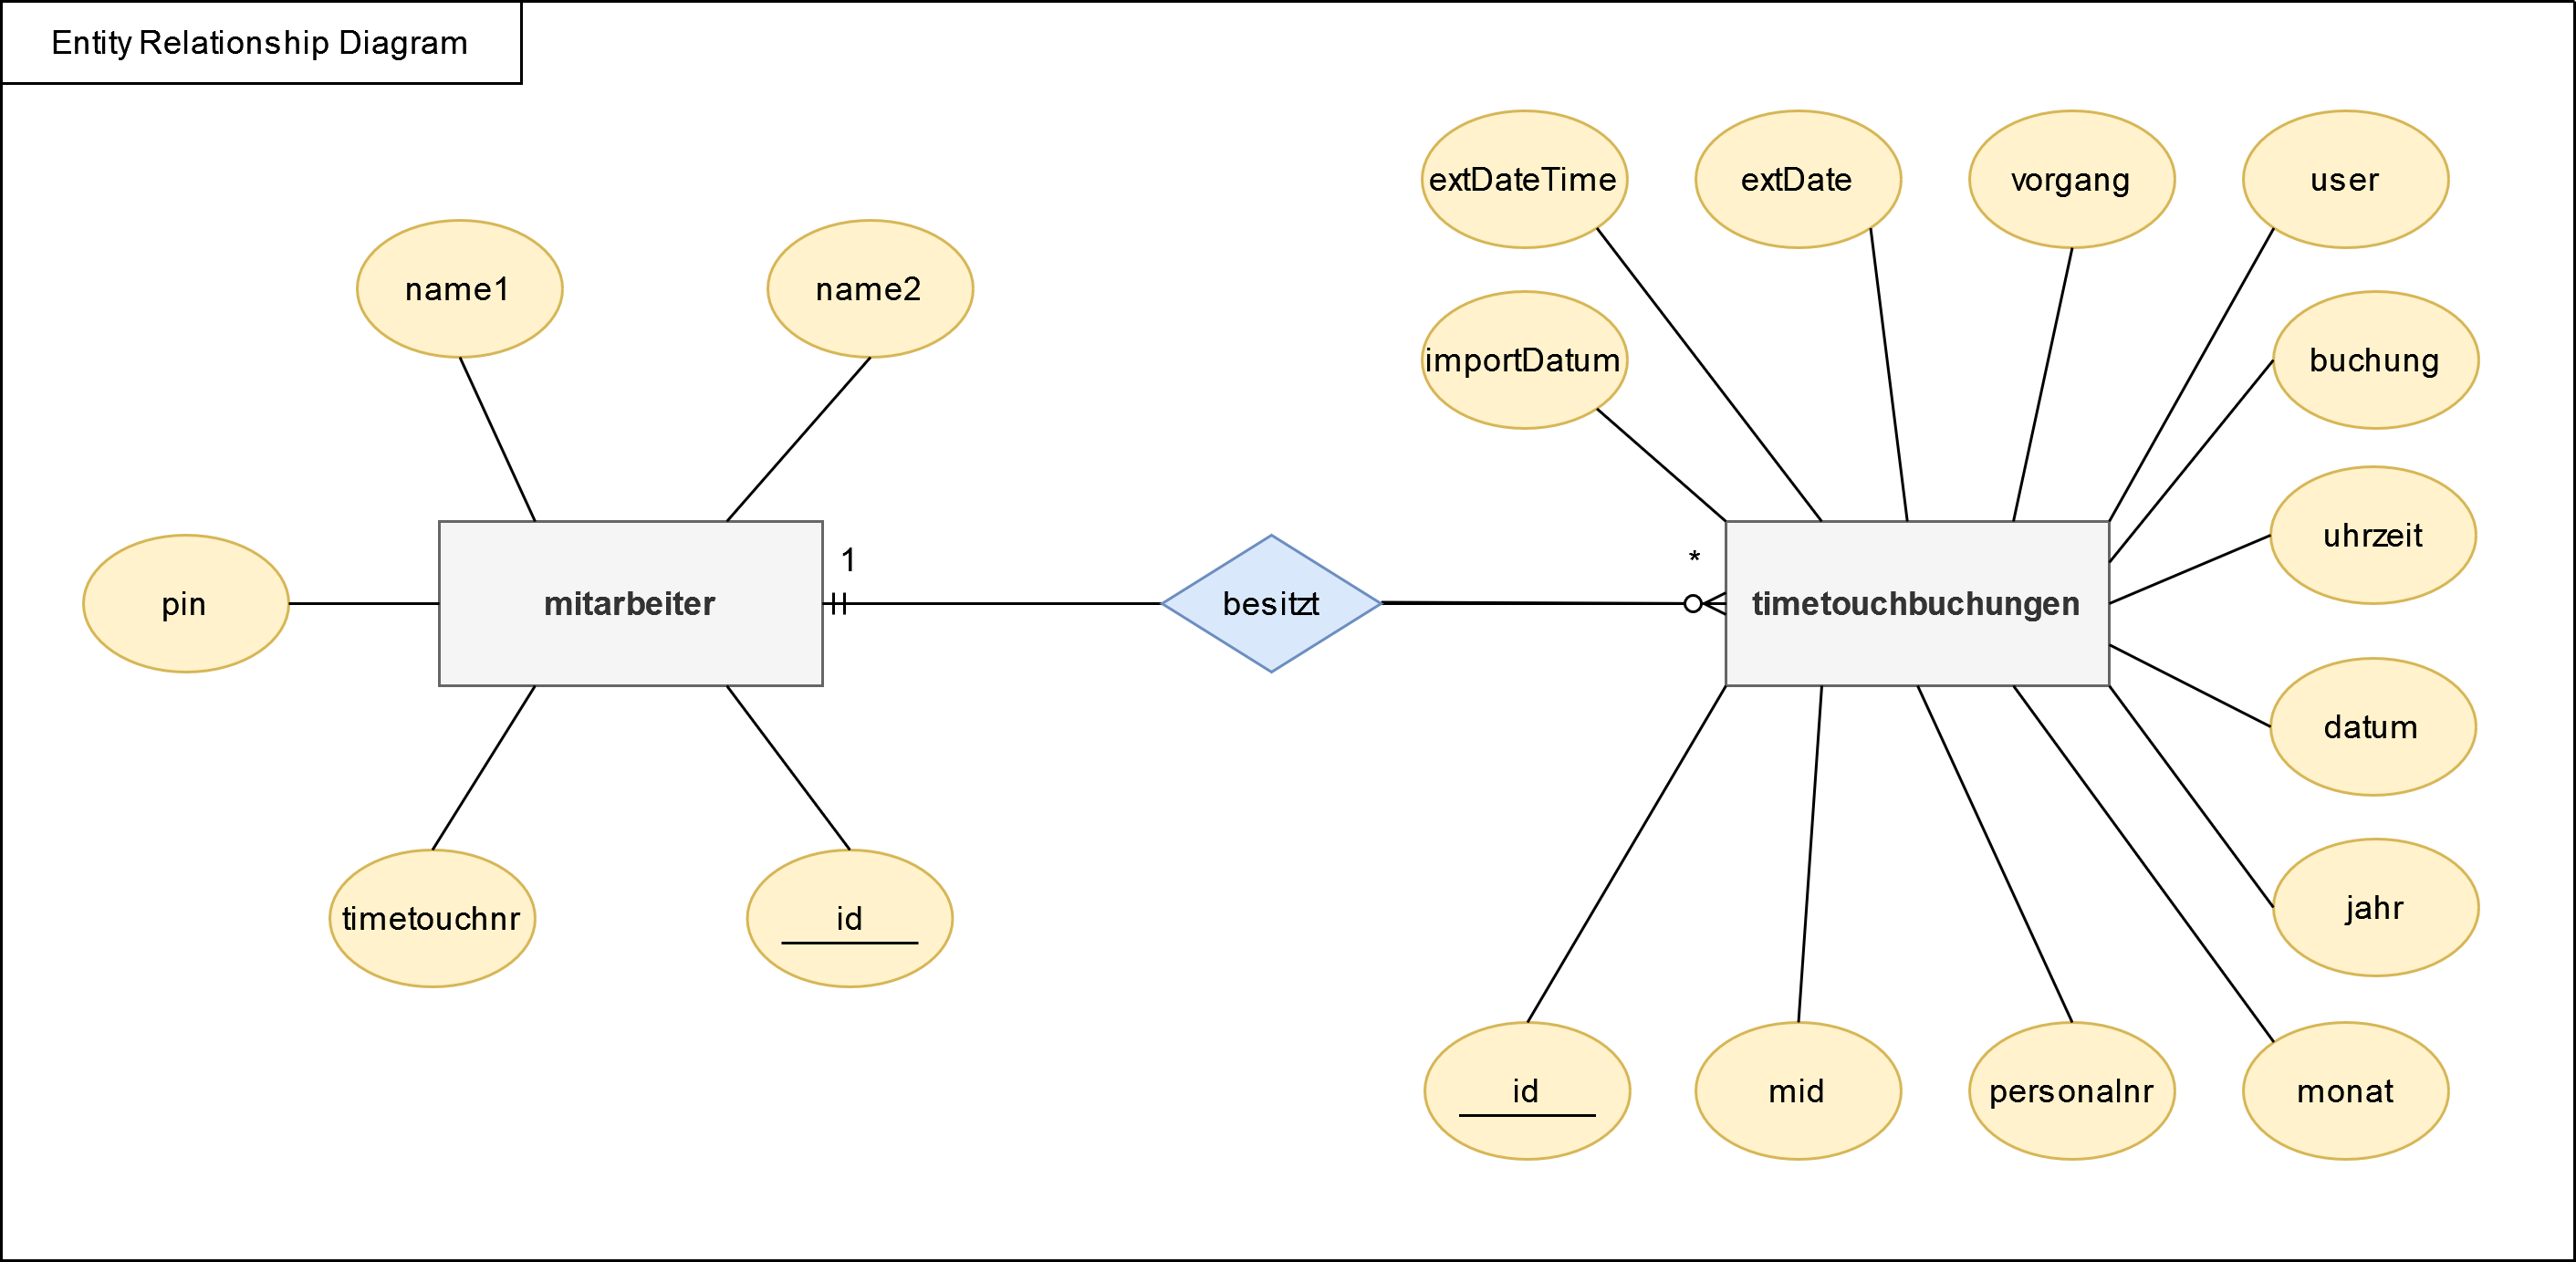 Entity Relationship Diagram
extDateTime
extDate
vorgang
user
name1
name2
importDatum
buchung
uhrzeit
pin
mitarbeiter
1
besitzt
*
timetouchbuchungen
datum
timetouchnr
id
jahr
id
mid
personalnr
monat